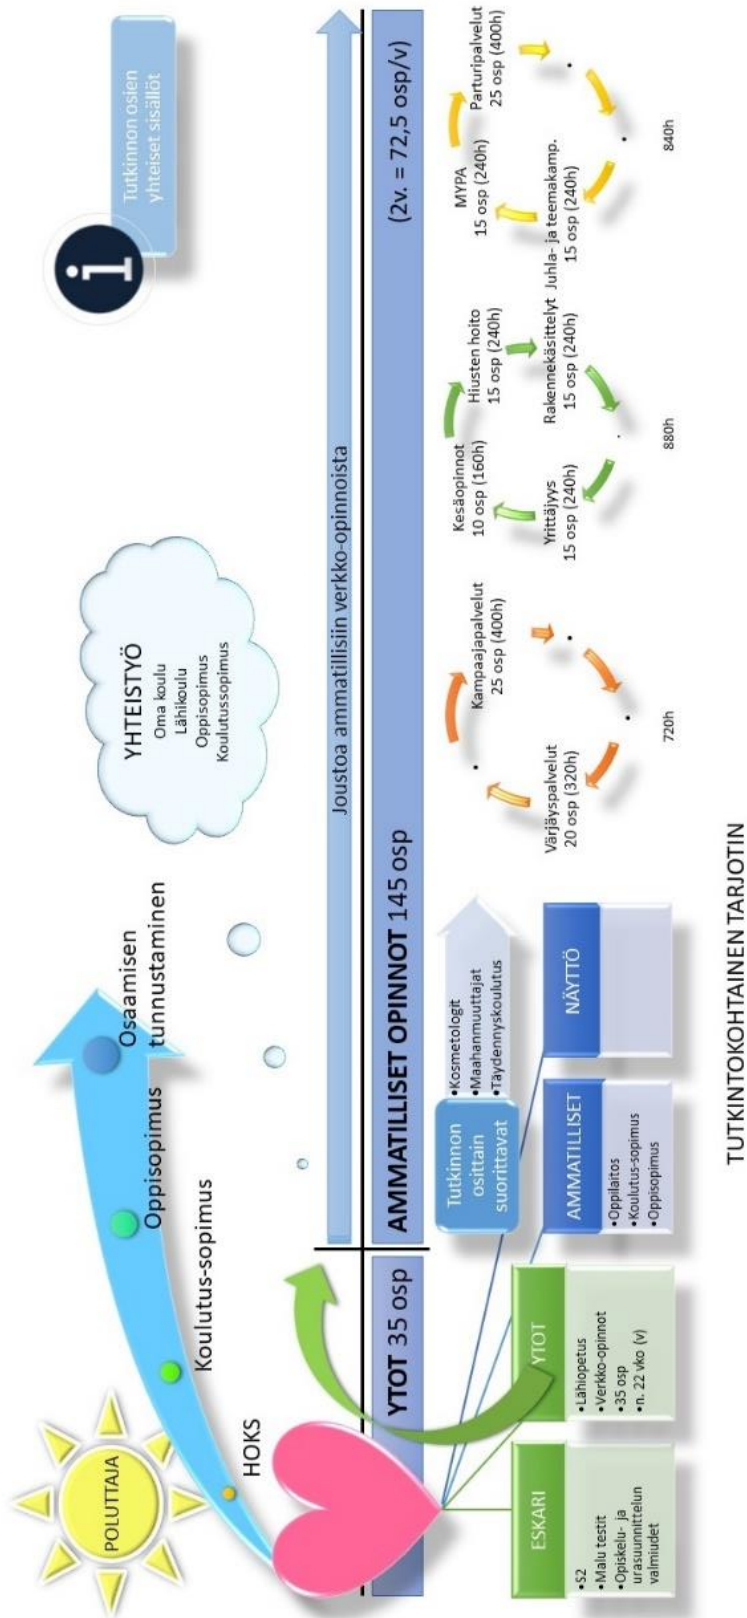 POLUTTAJA
HOKS
Koulutus-sopimus
Oppisopimus
Osaamisen
tunnustaminen
YHTEISTYÖ
Oma koulu
Lähikoulu
Oppisopimus
Koulutussopimus
i
Tutkinnon osien
yhteiset sisällöt
Joustoa ammatillisiin verkko-opinnoista
YTOT 35 osp
AMMATILLISET OPINNOT 145 osp
(2v. = 72,5 osp/v)
Tutkinnon
osittain
suorittavat
•Kosmetologit
•Maahanmuuttajat
•Täydennyskoulutus
ESKARI
•S2
•Malu testit
•Opiskelu- ja
urasuunnittelun
valmiudet
YTOT
•Lähiopetus
•Verkko-opinnot
•35 osp
•n. 22 vko (v)
AMMATILLISET
•Oppilaitos
•Koulutus-sopimus
•Oppisopimus
NÄYTTÖ
Kampaajapalvelut
25 osp (400h)
Värjäyspalvelut
20 osp (320h)
720h
Kesäopinnot
10 osp (160h)
Hiusten hoito
15 osp (240h)
Rakennekäsittelyt
15 osp (240h)
Yrittäjyys
15 osp (240h)
880h
MYPA
15 osp (240h)
Parturipalvelut
25 osp (400h)
Juhla- ja teemakamp.
15 osp (240h)
840h
TUTKINTOKOHTAINEN TARJOTIN